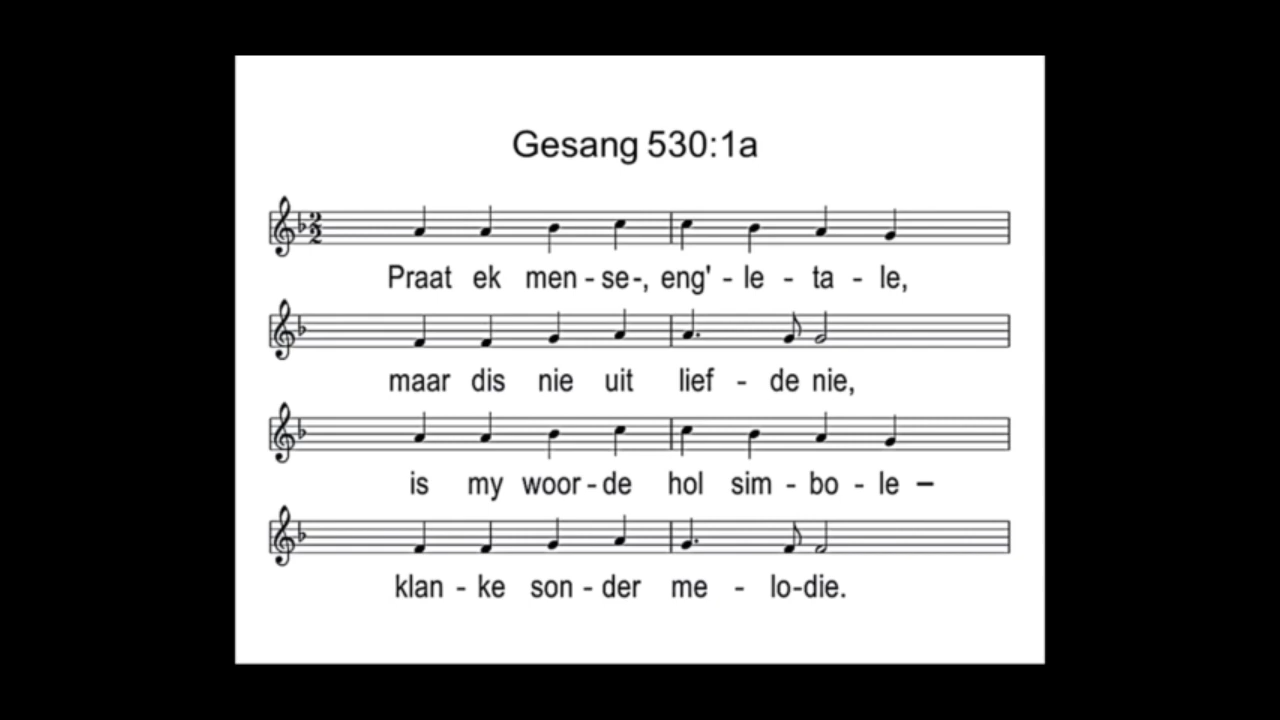 Gesang 530:1a
Praat ek men - se-, eng' - le - ta - le,
maar dis nie uit lief - de nie,
is my woor - de hol sim - bo - le –
klan - ke son - der me - lo-die.